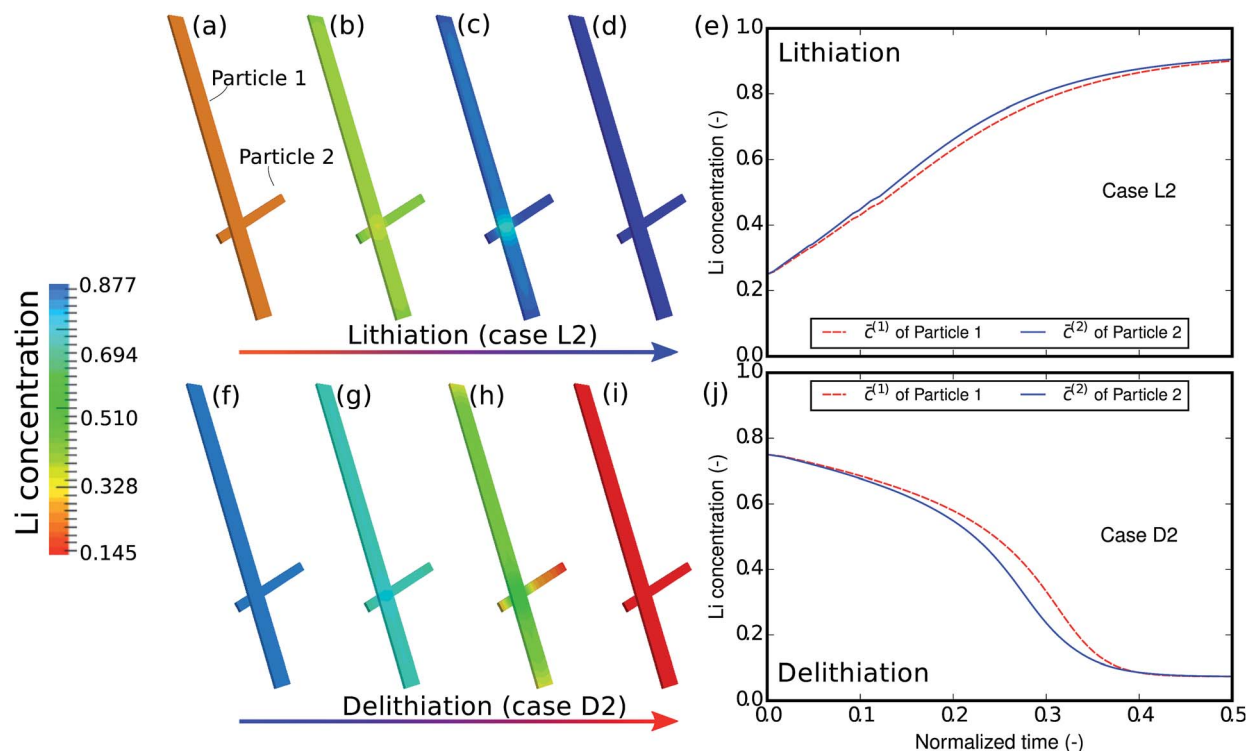 (a)
(b)
(c)
(d)
Particle 1
Particle 2
Lithiation (case L2)
Li concentration
0.877
0.694
0.510
0.328
0.145
(f)
(g)
(h)
(i)
Delithiation (case D2)
(e)
1.0
0.8
0.6
0.4
0.2
0.0
Li concentration (-)
Lithiation
Case L2
c̄⁽¹⁾ of Particle 1
c̄⁽²⁾ of Particle 2
(j)
1.0
0.8
0.6
0.4
0.2
0.0
Li concentration (-)
c̄⁽¹⁾ of Particle 1
c̄⁽²⁾ of Particle 2
Case D2
Delithiation
0.0 0.1 0.2 0.3 0.4 0.5
Normalized time (-)